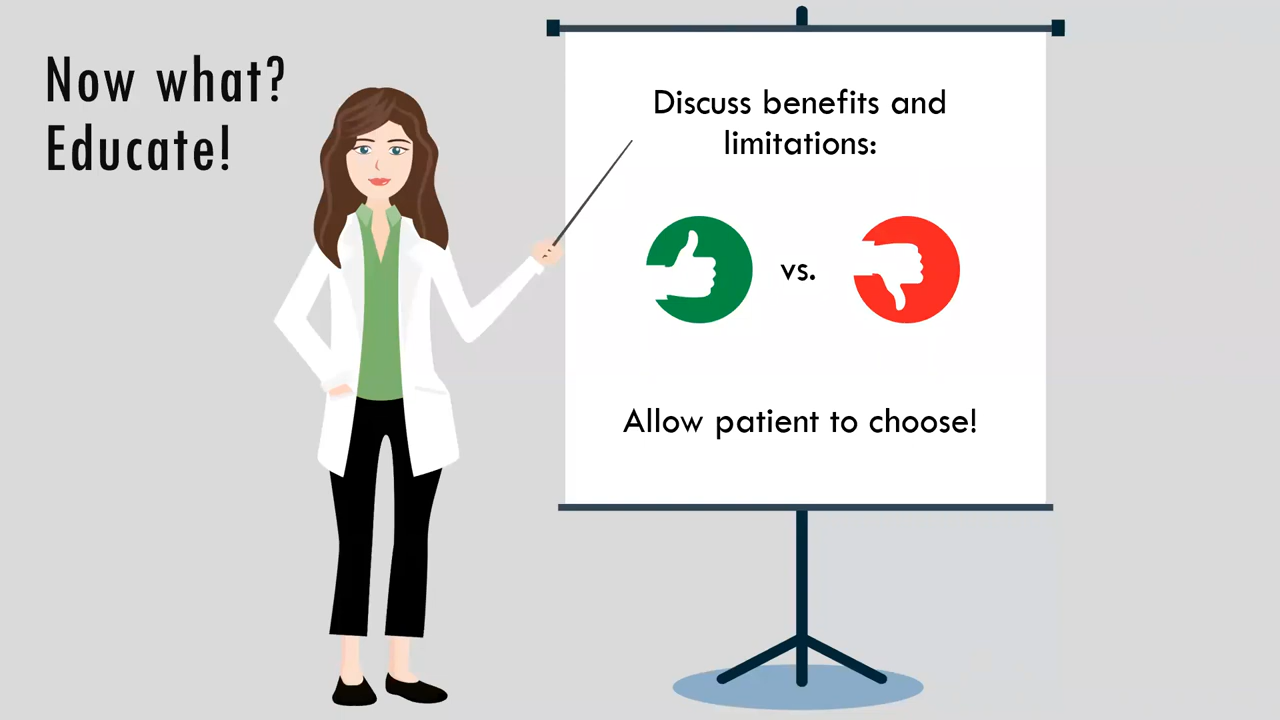 Now what?
Educate!
Discuss benefits and
limitations:
vs.
Allow patient to choose!